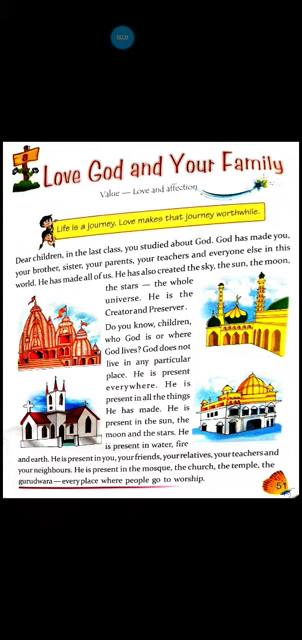 8
Love God and Your Family
Value — Love and affection
Life is a journey. Love makes that journey worthwhile.
Dear children, in the last class, you studied about God. God has made you,
your brother, sister, your parents, your teachers and everyone else in this
world. He has made all of us. He has also created the sky, the sun, the moon,
the stars — the whole
universe. He is the
Creator and Preserver.
Do you know, children,
who God is or where
God lives? God does not
live in any particular
place. He is present
everywhere. He is
present in all the things
He has made. He is
present in the sun, the
moon and the stars. He
is present in water, fire
and earth. He is present in you, your friends, your relatives, your teachers and
your neighbours. He is present in the mosque, the church, the temple, the
gurudwara — every place where people go to worship.
51